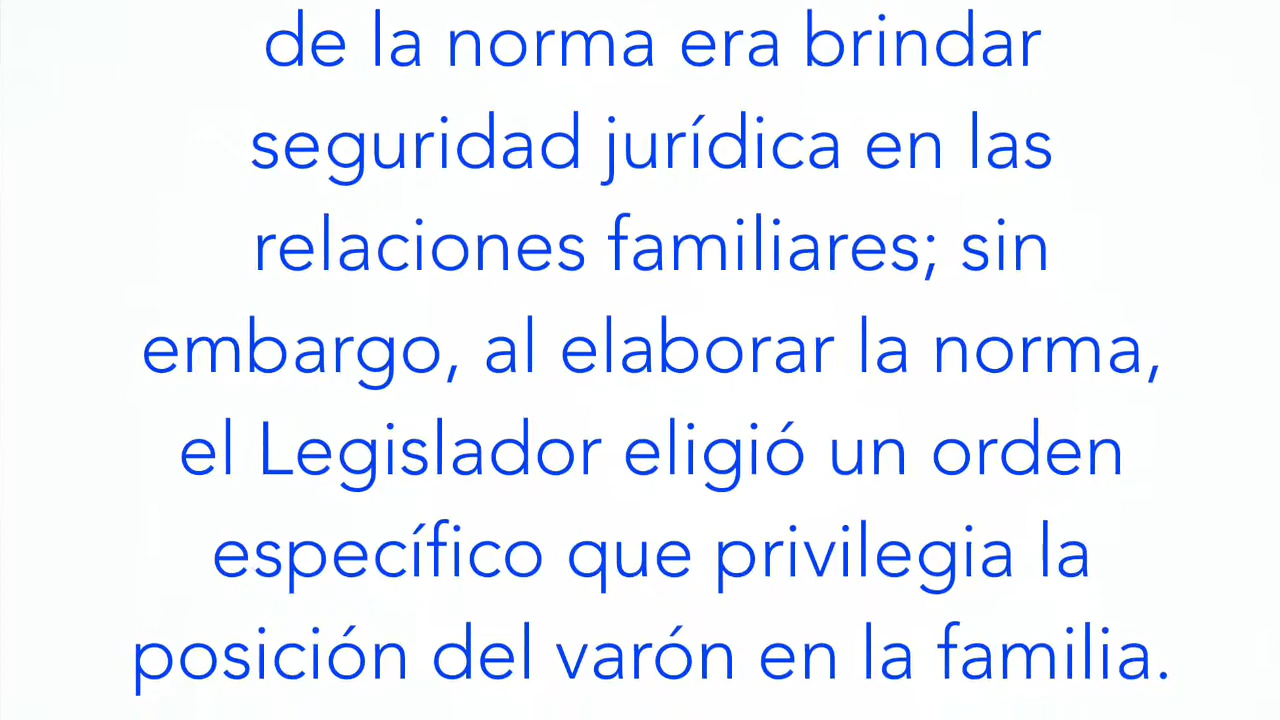 de la norma era brindar
seguridad jurídica en las
relaciones familiares; sin
embargo, al elaborar la norma,
el Legislador eligió un orden
específico que privilegia la
posición del varón en la familia.